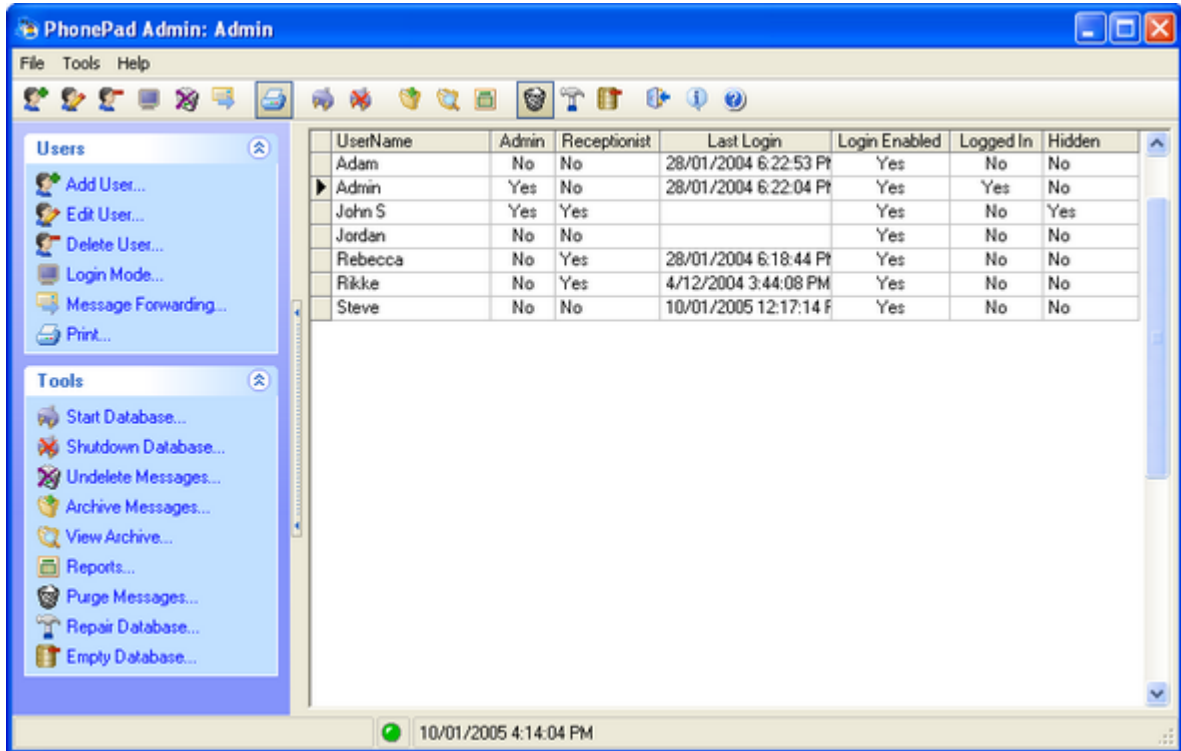 PhonePad Admin: Admin
File Tools Help
Users
Add User...
Edit User...
Delete User...
Login Mode...
Message Forwarding...
Print...
Tools
Start Database...
Shutdown Database...
Undelete Messages...
Archive Messages...
View Archive...
Reports...
Purge Messages...
Repair Database...
Empty Database...
UserName Admin Receptionist Last Login Login Enabled Logged In Hidden
Adam No No 28/01/2004 6:22:53 PM Yes No No
Admin Yes No 28/01/2004 6:22:04 PM Yes Yes No
John S Yes Yes Yes No Yes
Jordan No No Yes No No
Rebecca No Yes 28/01/2004 6:18:44 PM Yes No No
Rikke No Yes 4/12/2004 3:44:08 PM Yes No No
Steve No No 10/01/2005 12:17:14 P Yes No No
10/01/2005 4:14:04 PM